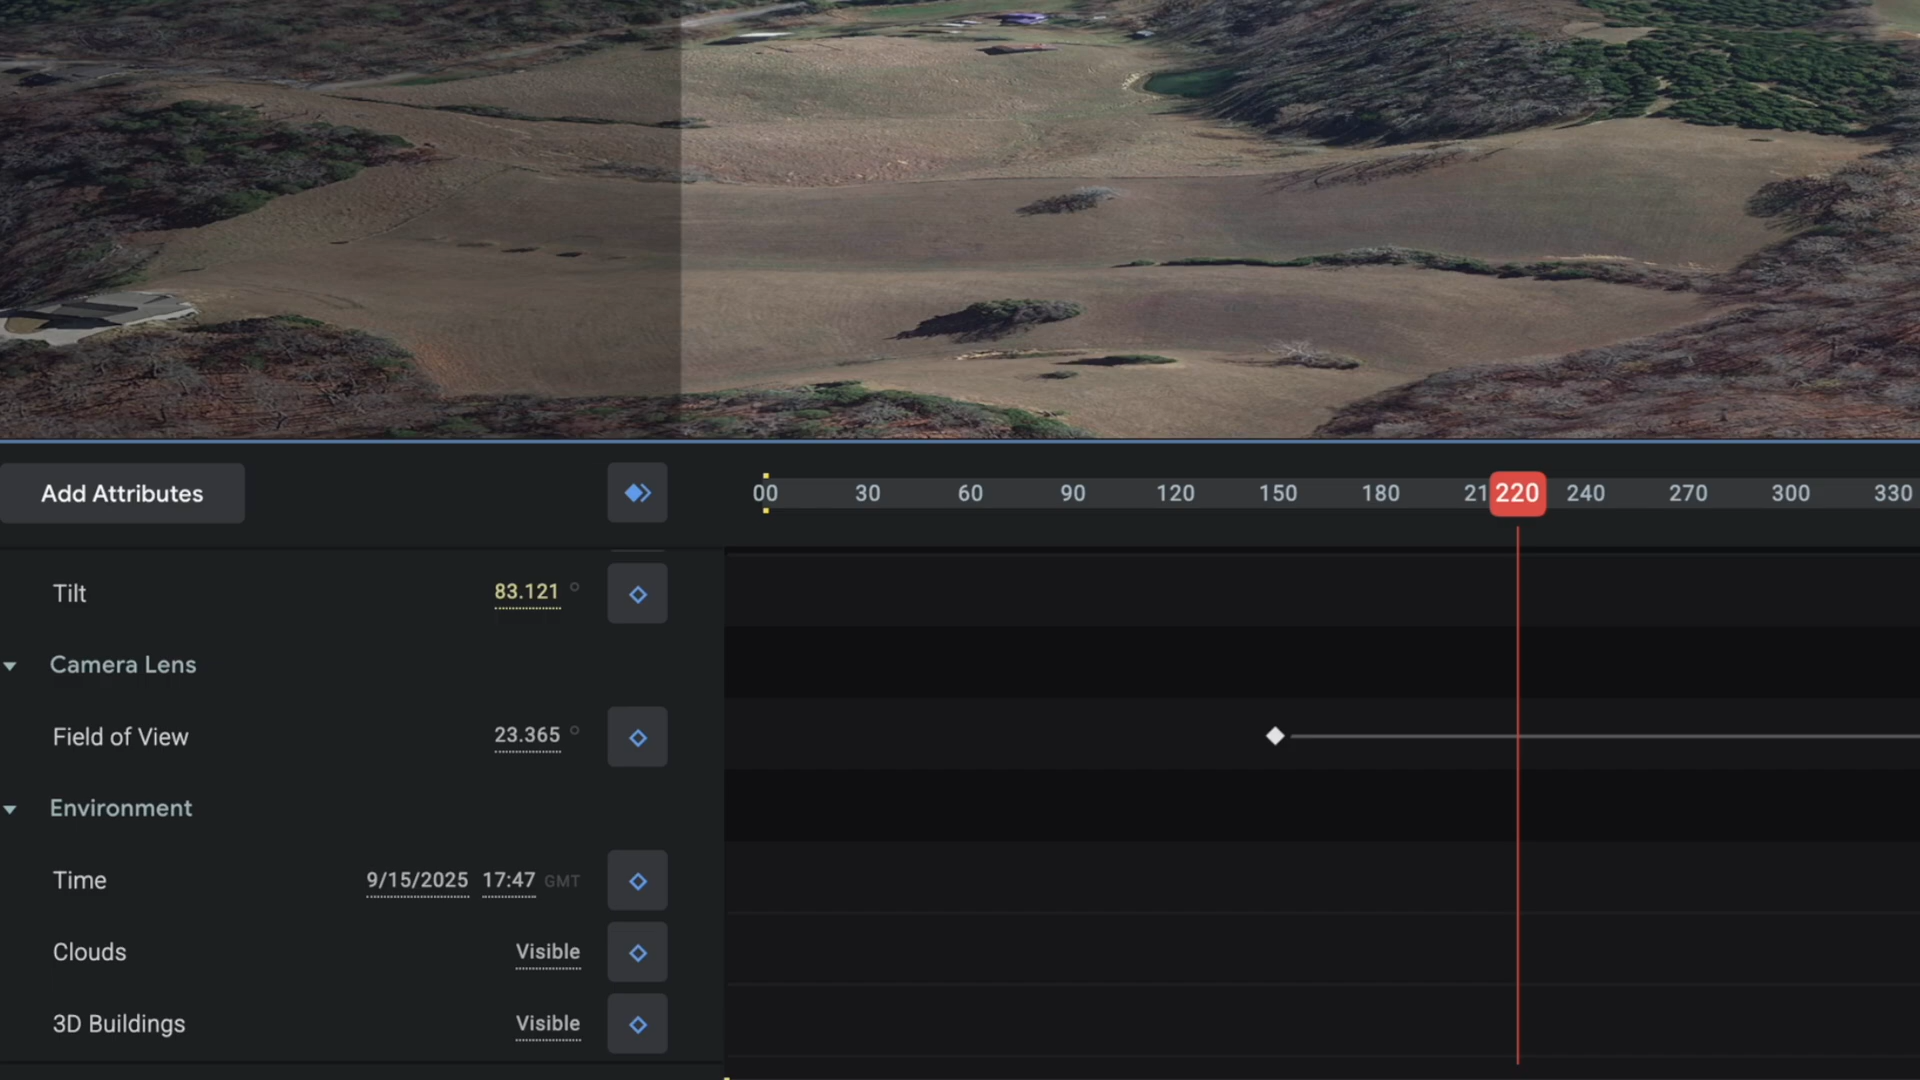 Add Attributes
00 30 60 90 120 150 180 21 220 240 270 300 330
Tilt 83.121 °
Camera Lens
Field of View 23.365 °
Environment
Time 9/15/2025 17:47 GMT
Clouds Visible
3D Buildings Visible